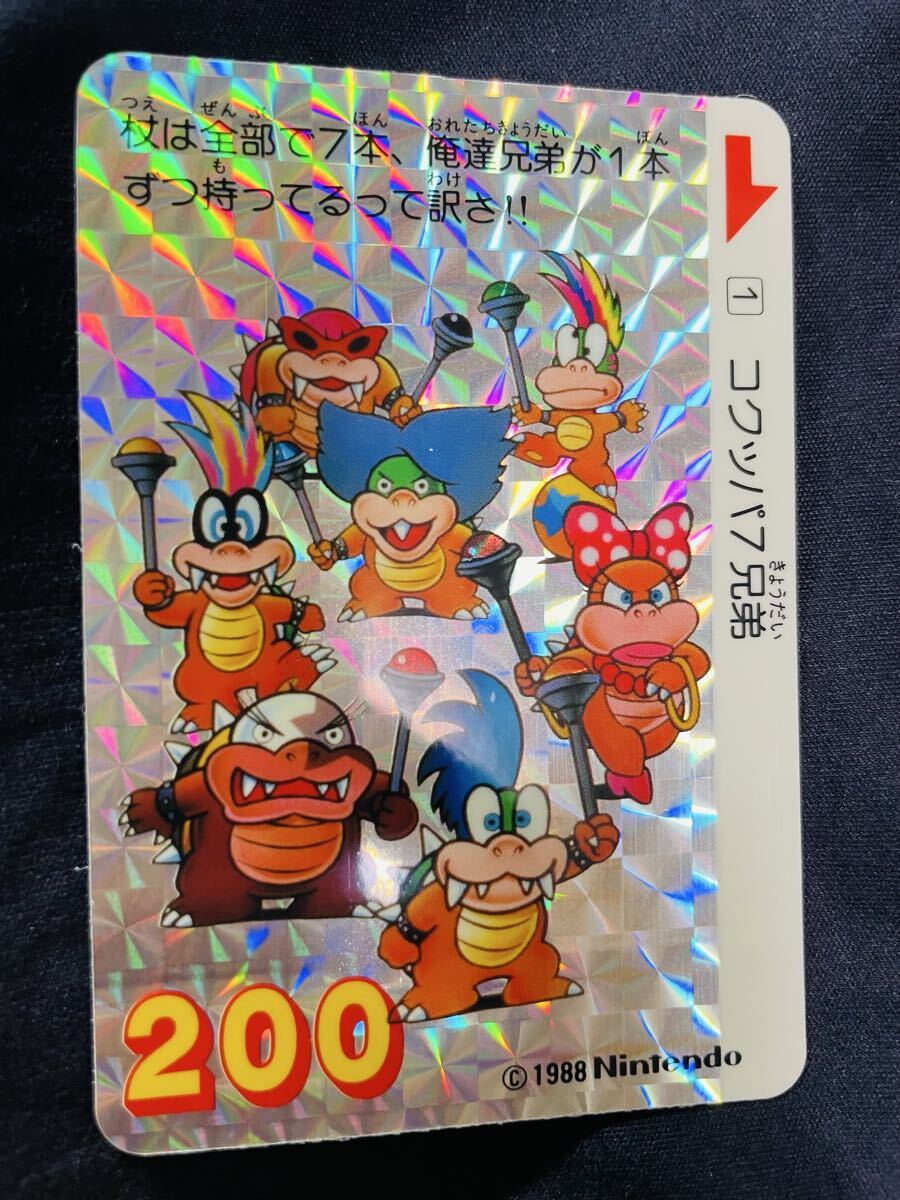 杖は全部で7本、俺達兄弟が1本
ずつ持ってるって訳さ!!
1 コクッパ7兄弟
200
©1988 Nintendo